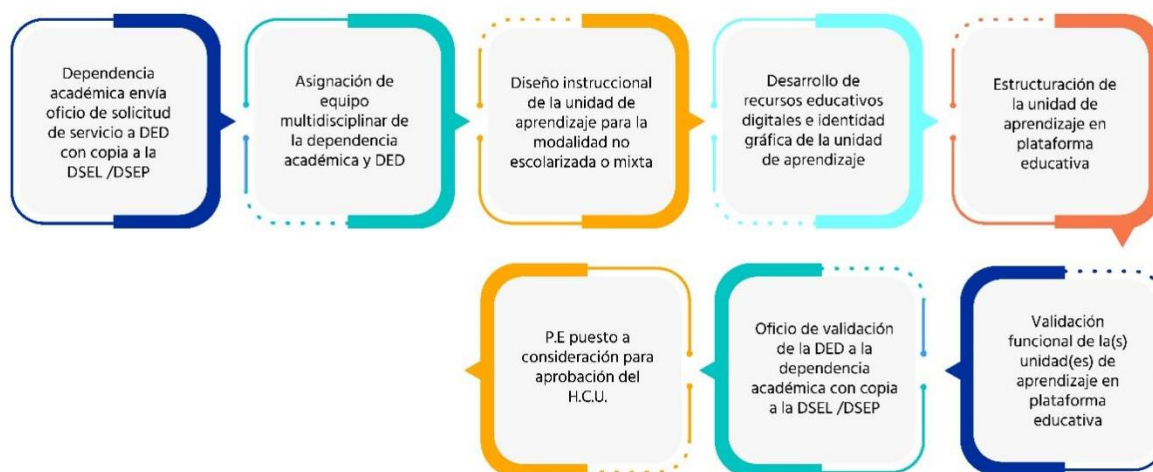 Dependencia
académica envía
oficio de solicitud
de servicio a DED
con copia a la
DSEL /DSEP
Asignación de
equipo
multidisciplinar de
la dependencia
académica y DED
Diseño instruccional
de la unidad de
aprendizaje para la
modalidad no
escolarizada o mixta
Desarrollo de
recursos educativos
digitales e identidad
gráfica de la unidad
de aprendizaje
Estructuración de
la unidad de
aprendizaje en
plataforma
educativa
Validación
funcional de la(s)
unidad(es) de
aprendizaje en
plataforma
educativa
Oficio de validación
de la DED a la
dependencia
académica con copia
a la DSEL /DSEP
P.E puesto a
consideración para
aprobación del
H.C.U.